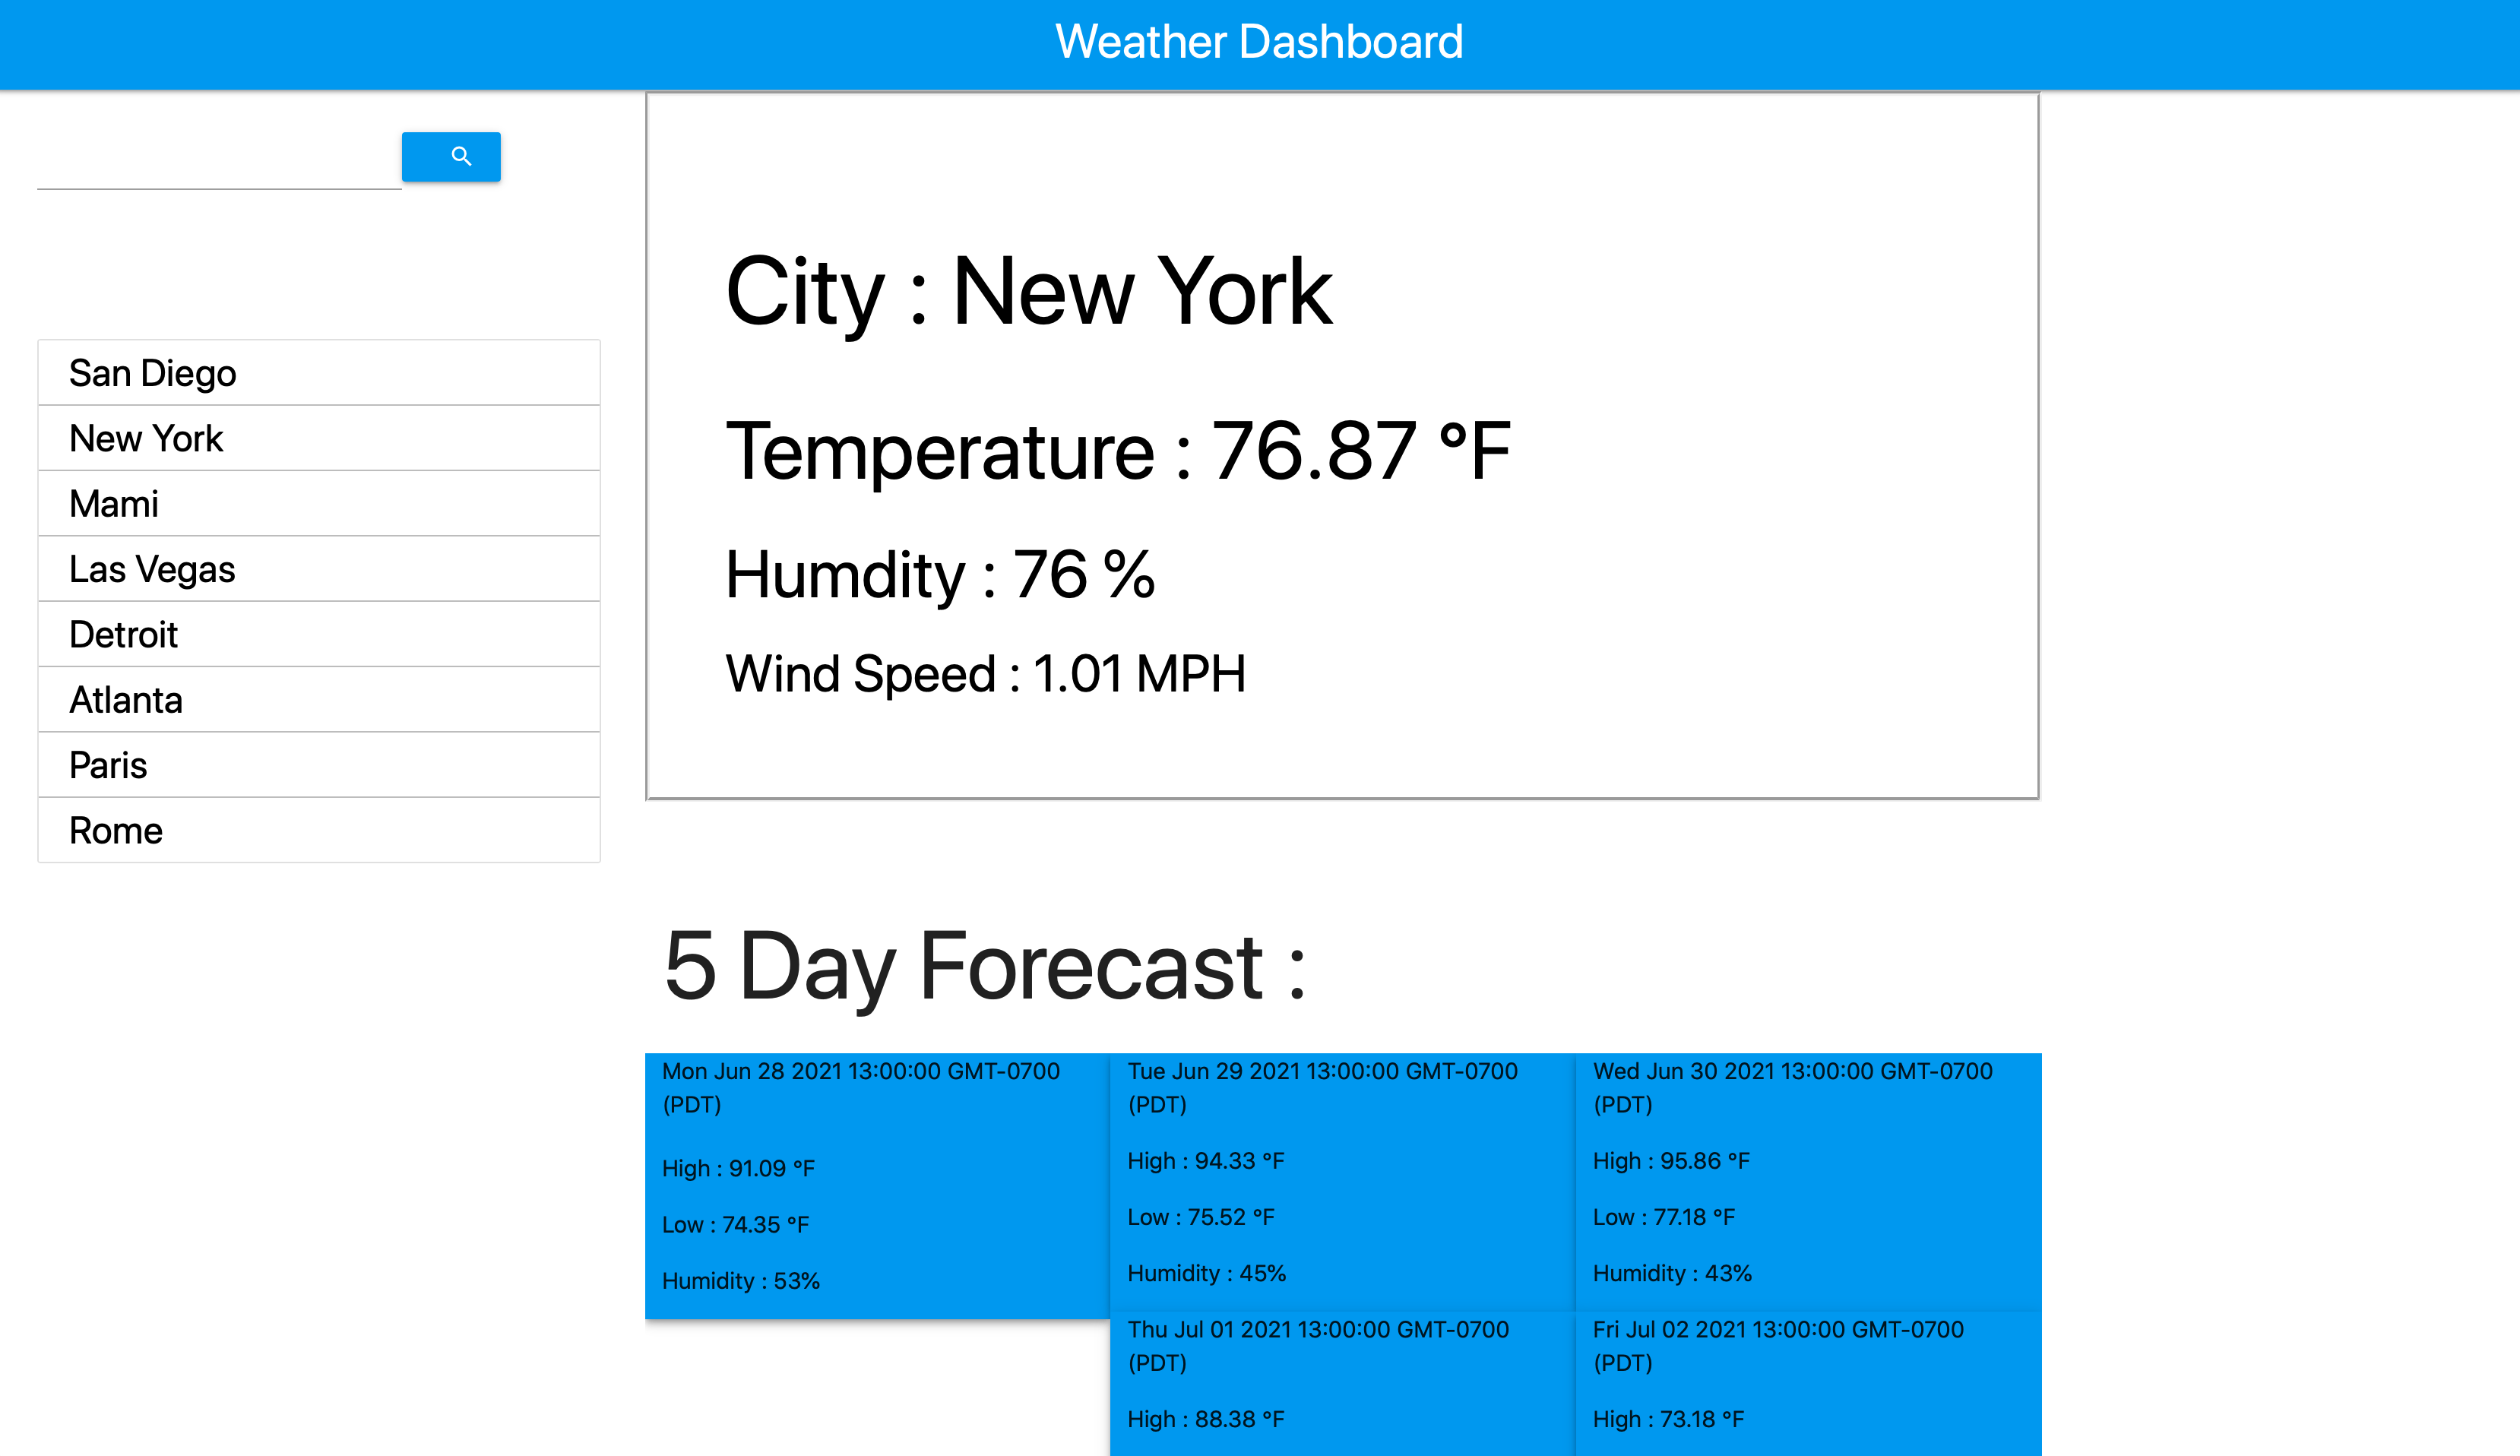 Weather Dashboard
San Diego
New York
Mami
Las Vegas
Detroit
Atlanta
Paris
Rome
City : New York
Temperature : 76.87 °F
Humdity : 76 %
Wind Speed : 1.01 MPH
5 Day Forecast :
Mon Jun 28 2021 13:00:00 GMT-0700
(PDT)
High : 91.09 °F
Low : 74.35 °F
Humidity : 53%
Tue Jun 29 2021 13:00:00 GMT-0700
(PDT)
High : 94.33 °F
Low : 75.52 °F
Humidity : 45%
Wed Jun 30 2021 13:00:00 GMT-0700
(PDT)
High : 95.86 °F
Low : 77.18 °F
Humidity : 43%
Thu Jul 01 2021 13:00:00 GMT-0700
(PDT)
High : 88.38 °F
Fri Jul 02 2021 13:00:00 GMT-0700
(PDT)
High : 73.18 °F